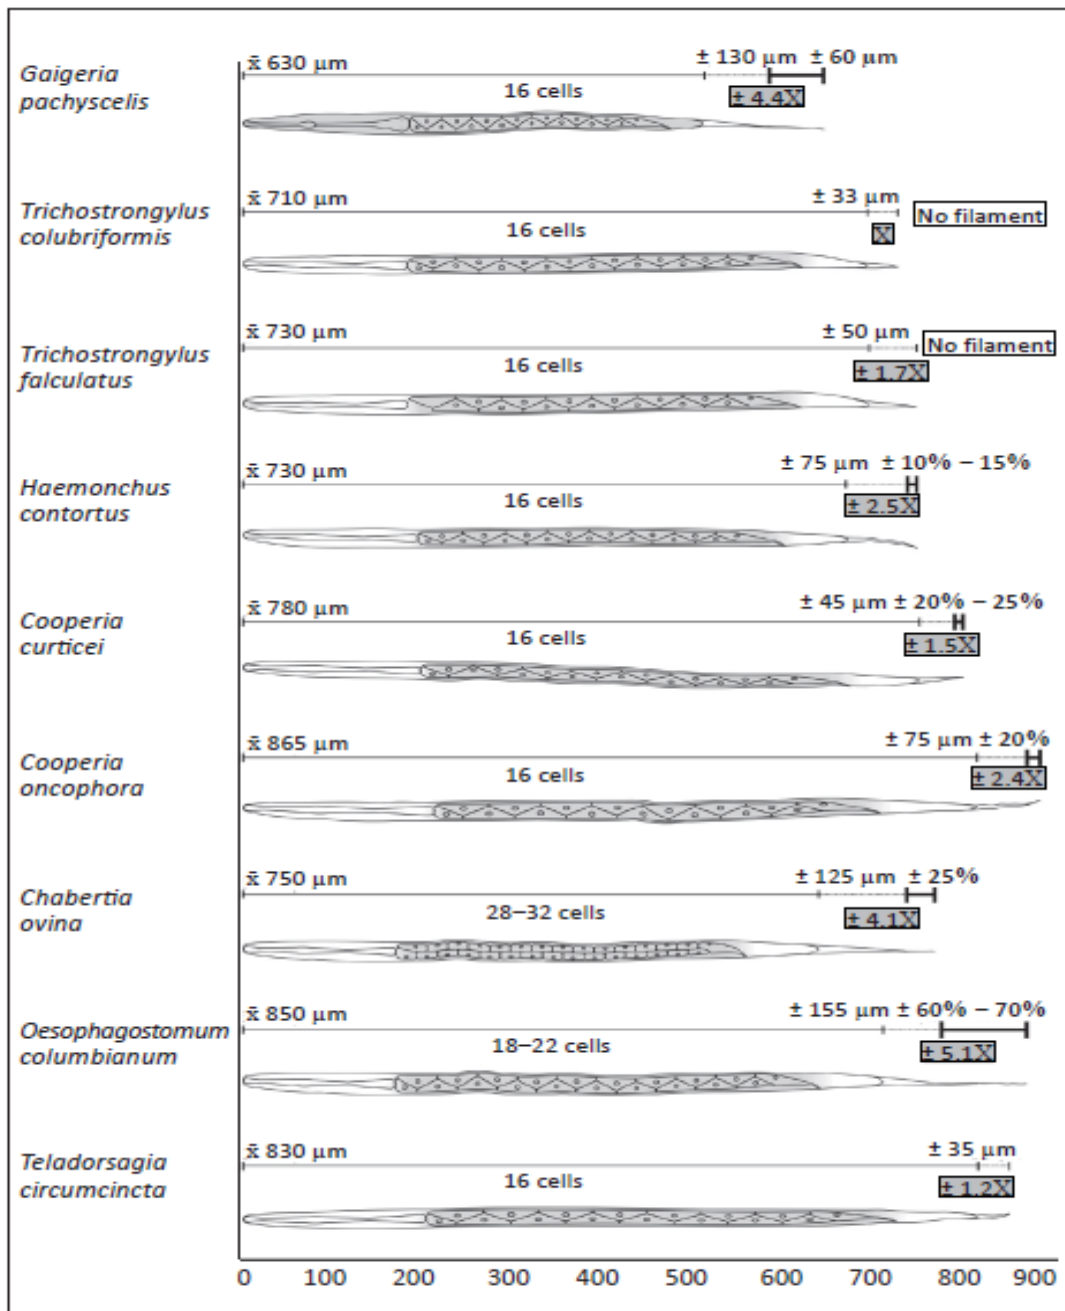 Gaigeria
pachyscelis
x̄ 630 µm
± 130 µm ± 60 µm
16 cells
± 4.4X
Trichostrongylus
colubriformis
x̄ 710 µm
± 33 µm
No filament
16 cells
X
Trichostrongylus
falculatus
x̄ 730 µm
± 50 µm
No filament
16 cells
± 1.7X
Haemonchus
contortus
x̄ 730 µm
± 75 µm ± 10% – 15%
16 cells
± 2.5X
Cooperia
curticei
x̄ 780 µm
± 45 µm ± 20% – 25%
16 cells
± 1.5X
Cooperia
oncophora
x̄ 865 µm
± 75 µm ± 20%
16 cells
± 2.4X
Chabertia
ovina
x̄ 750 µm
± 125 µm ± 25%
28–32 cells
± 4.1X
Oesophagostomum
columbianum
x̄ 850 µm
± 155 µm ± 60% – 70%
18–22 cells
± 5.1X
Teladorsagia
circumcincta
x̄ 830 µm
± 35 µm
16 cells
± 1.2X
0 100 200 300 400 500 600 700 800 900